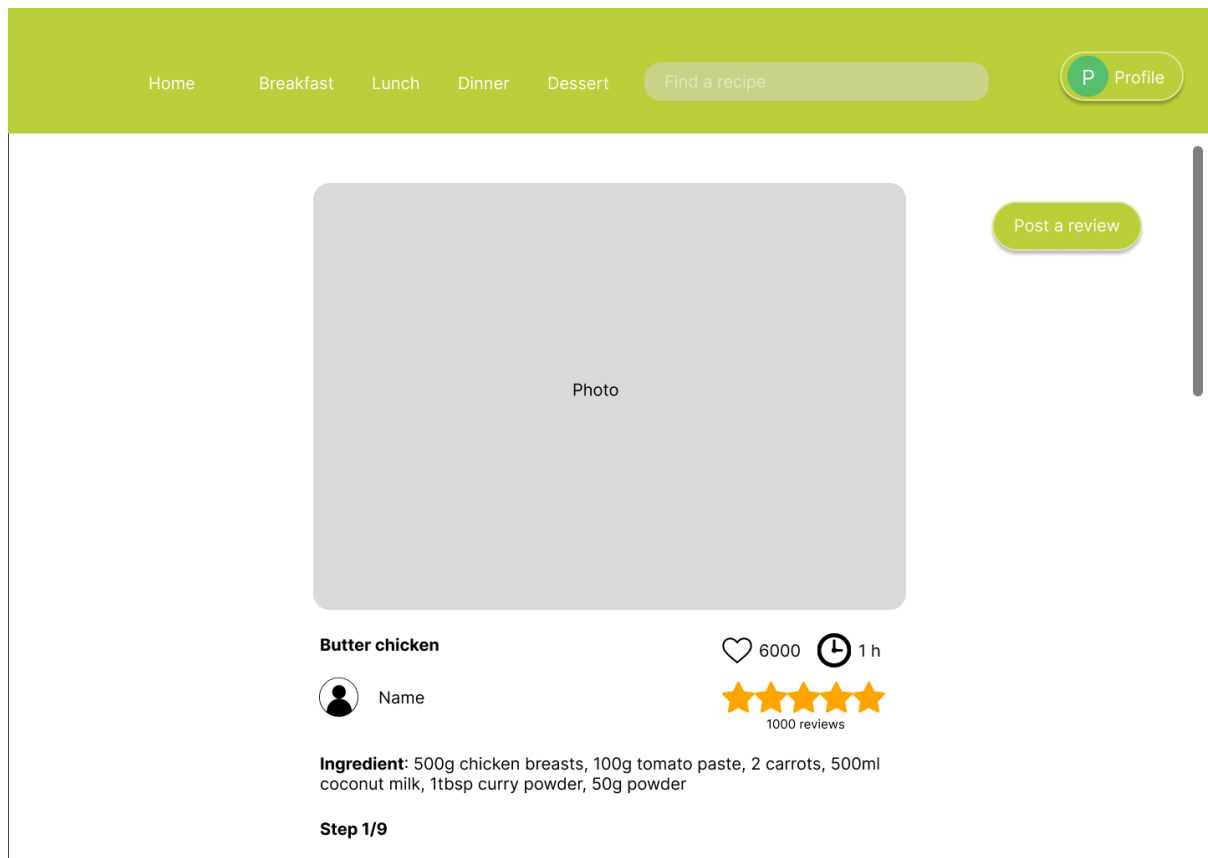 Home Breakfast Lunch Dinner Dessert Find a recipe P Profile
Post a review
Photo
Butter chicken
6000 1 h
Name
1000 reviews
Ingredient: 500g chicken breasts, 100g tomato paste, 2 carrots, 500ml
coconut milk, 1tbsp curry powder, 50g powder
Step 1/9